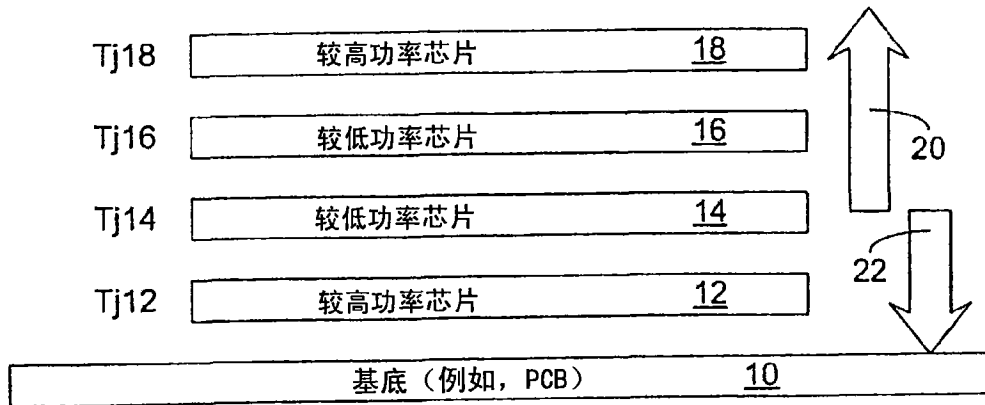 Tj18 较高功率芯片 18
Tj16 较低功率芯片 16
20
Tj14 较低功率芯片 14
22
Tj12 较高功率芯片 12
基底（例如，PCB） 10